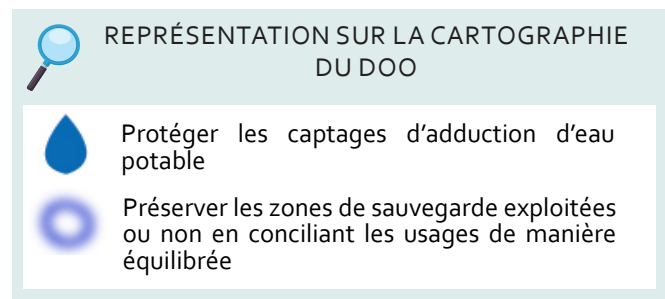 REPRÉSENTATION SUR LA CARTOGRAPHIE
DU DOO
Protéger les captages d'adduction d'eau
potable
Préserver les zones de sauvegarde exploitées
ou non en conciliant les usages de manière
équilibrée